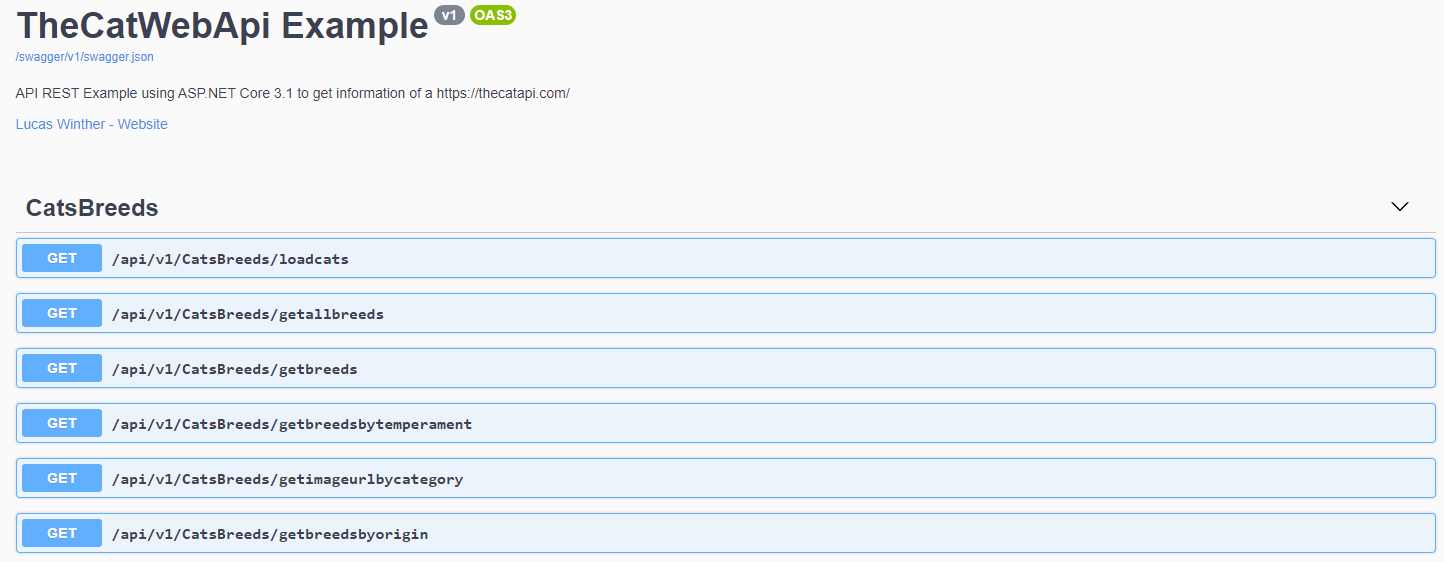 TheCatWebApi Example v1 OAS3
/swagger/v1/swagger.json
API REST Example using ASP.NET Core 3.1 to get information of a https://thecatapi.com/
Lucas Winther - Website
CatsBreeds
GET /api/v1/CatsBreeds/loadcats
GET /api/v1/CatsBreeds/getallbreeds
GET /api/v1/CatsBreeds/getbreeds
GET /api/v1/CatsBreeds/getbreedsbytemperament
GET /api/v1/CatsBreeds/getimageurlbycategory
GET /api/v1/CatsBreeds/getbreedsbyorigin